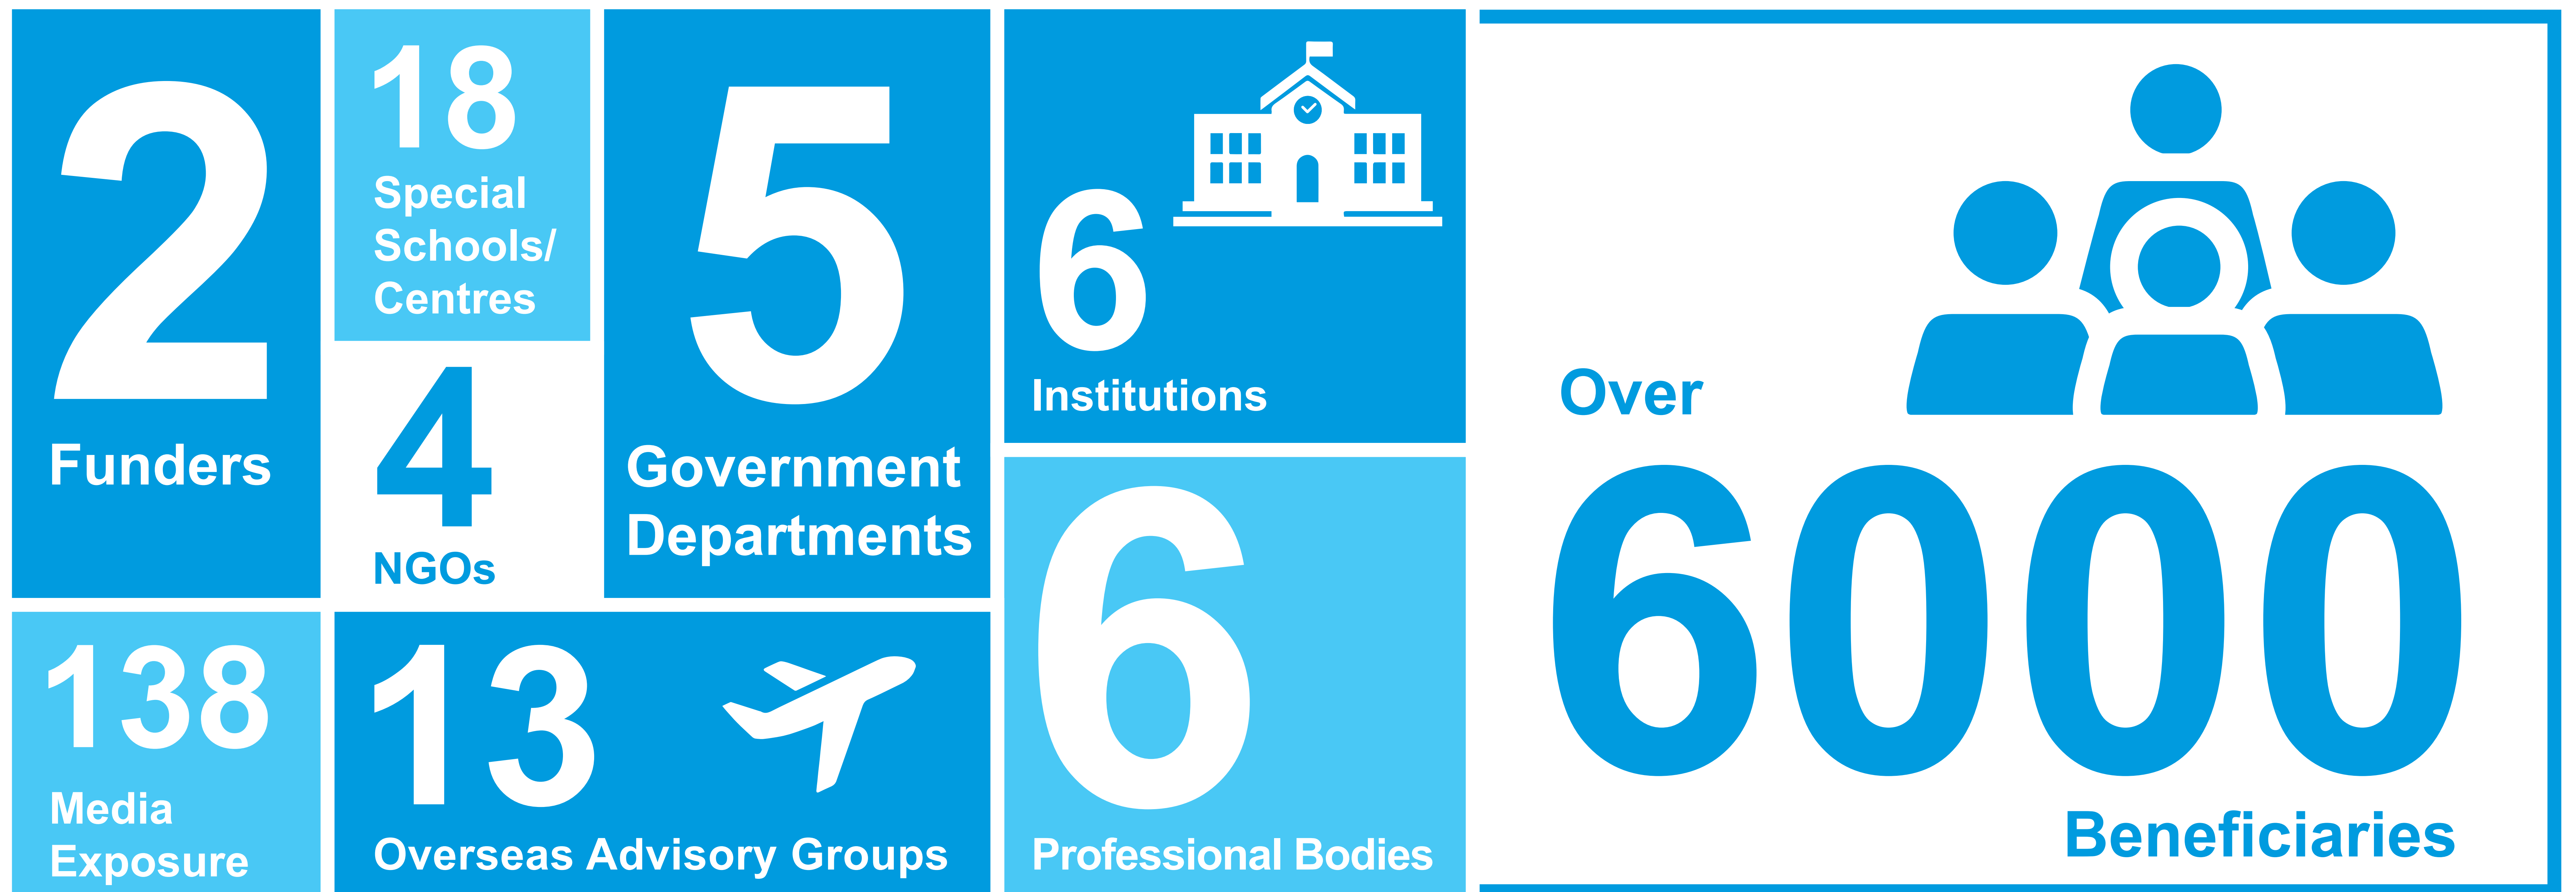 2
Funders
18
Special
Schools/
Centres
4
NGOs
5
Government
Departments
6
Institutions
138
Media
Exposure
13
Overseas Advisory Groups
6
Professional Bodies
Over
6000
Beneficiaries